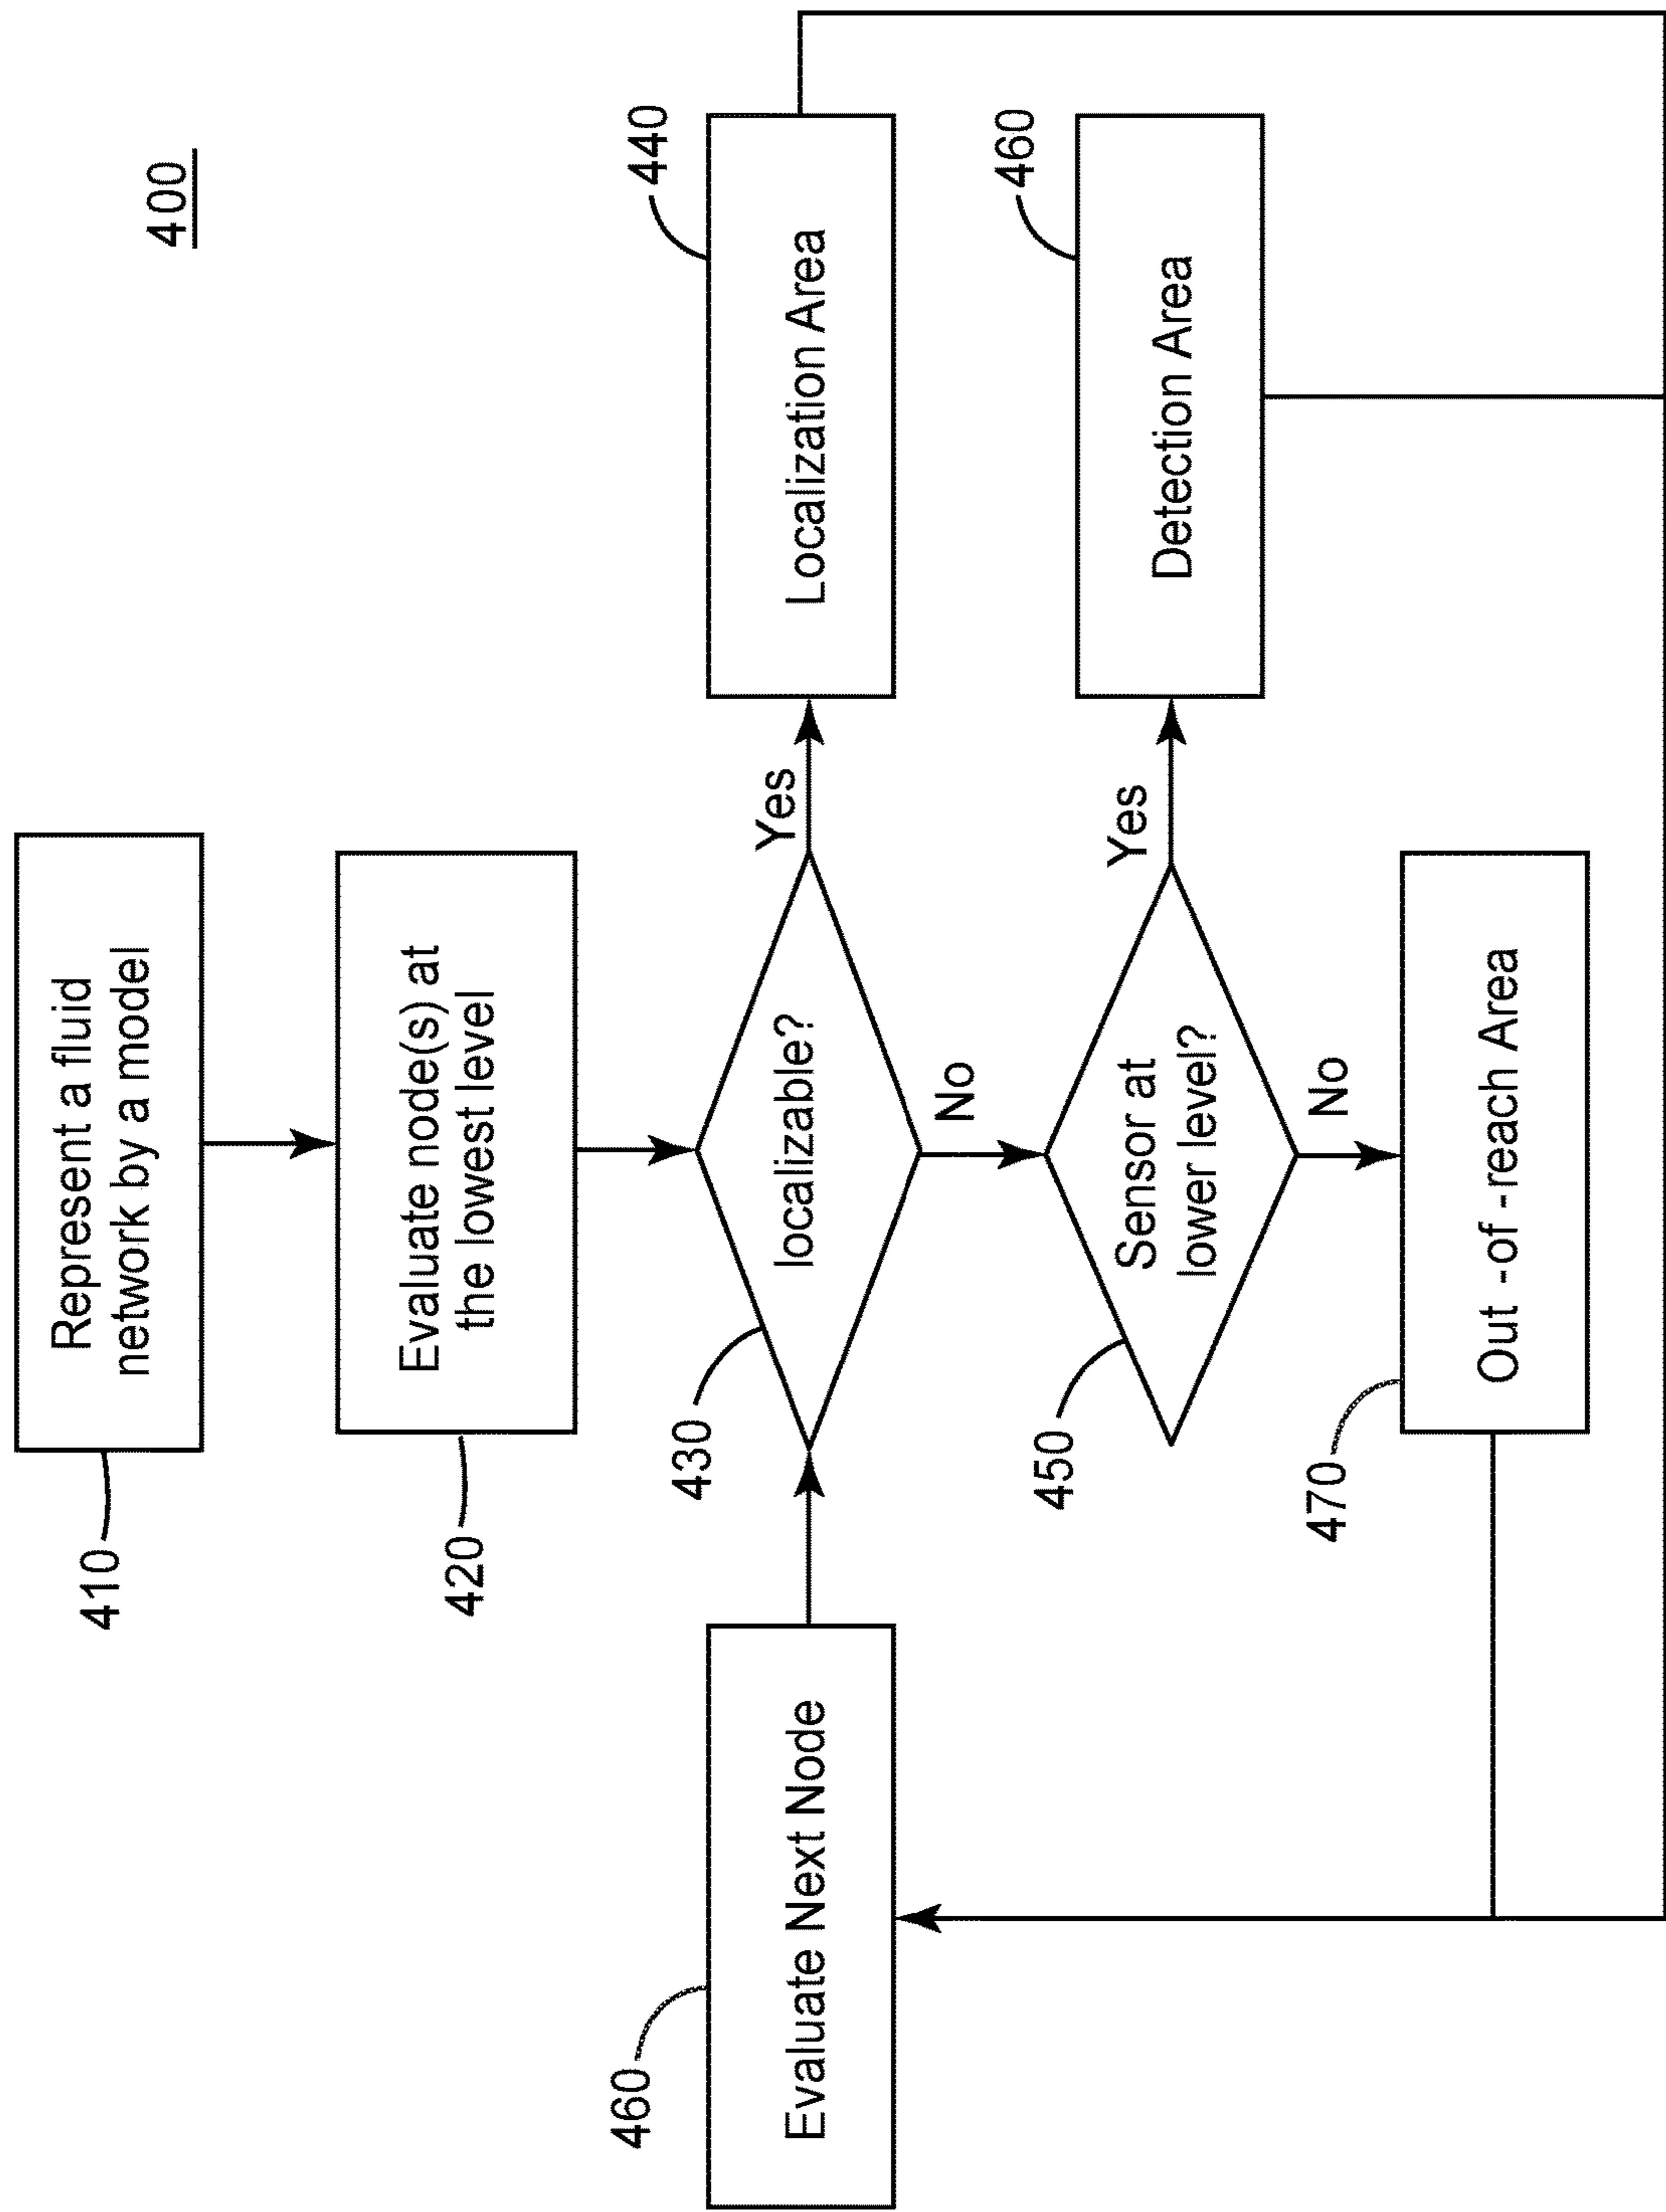 400
410
Represent a fluid
network by a model
420
Evaluate node(s) at
the lowest level
460
Evaluate Next Node
430
localizable?
Yes
440
Localization Area
No
450
Sensor at
lower level?
Yes
460
Detection Area
No
470
Out -of -reach Area